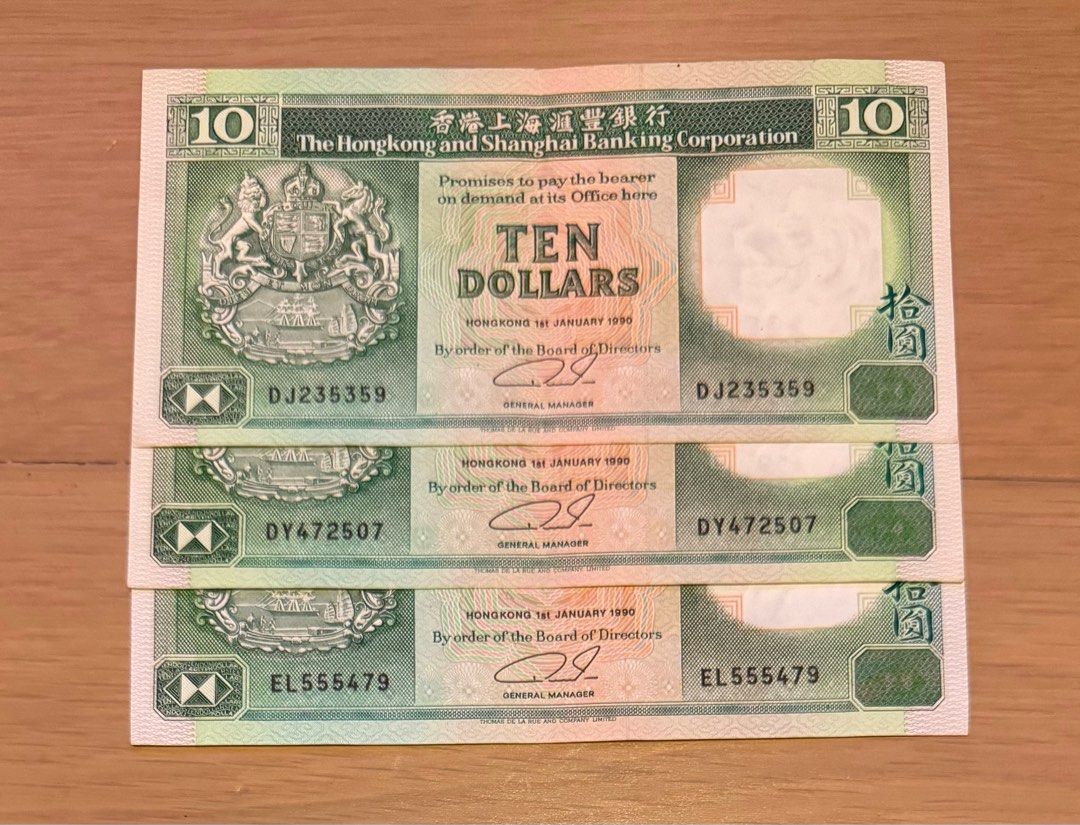 10 香港上海滙豐銀行 10
The Hongkong and Shanghai Banking Corporation
Promises to pay the bearer
on demand at its Office here
TEN
DOLLARS
HONGKONG 1st JANUARY 1990
拾圓
By order of the Board of Directors
DJ235359 DJ235359
GENERAL MANAGER
THOMAS DE LA RUE AND COMPANY LIMITED
HONGKONG 1st JANUARY 1990
拾圓
By order of the Board of Directors
DY472507 DY472507
GENERAL MANAGER
THOMAS DE LA RUE AND COMPANY LIMITED
HONGKONG 1st JANUARY 1990
拾圓
By order of the Board of Directors
EL555479 EL555479
GENERAL MANAGER
THOMAS DE LA RUE AND COMPANY LIMITED